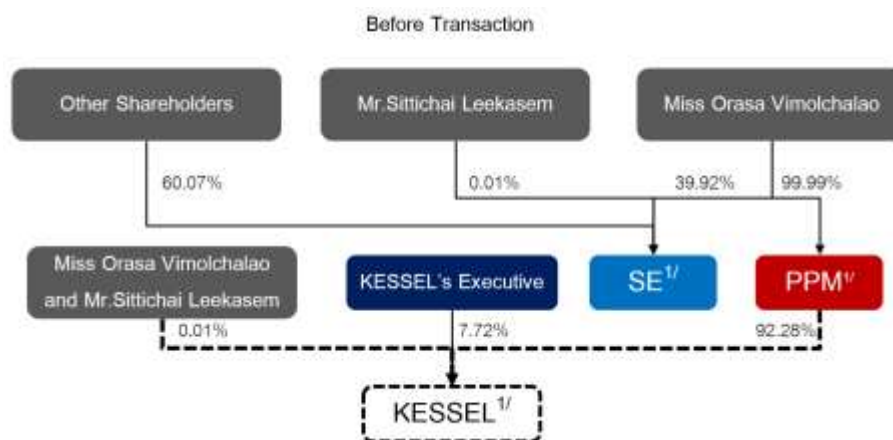 Before Transaction
Other Shareholders
Mr.Sittichai Leekasem
Miss Orasa Vimolchalao
60.07%
0.01%
39.92%
99.99%
Miss Orasa Vimolchalao
and Mr.Sittichai Leekasem
KESSEL's Executive
SE1/
PPM1/
0.01%
7.72%
92.28%
KESSEL1/